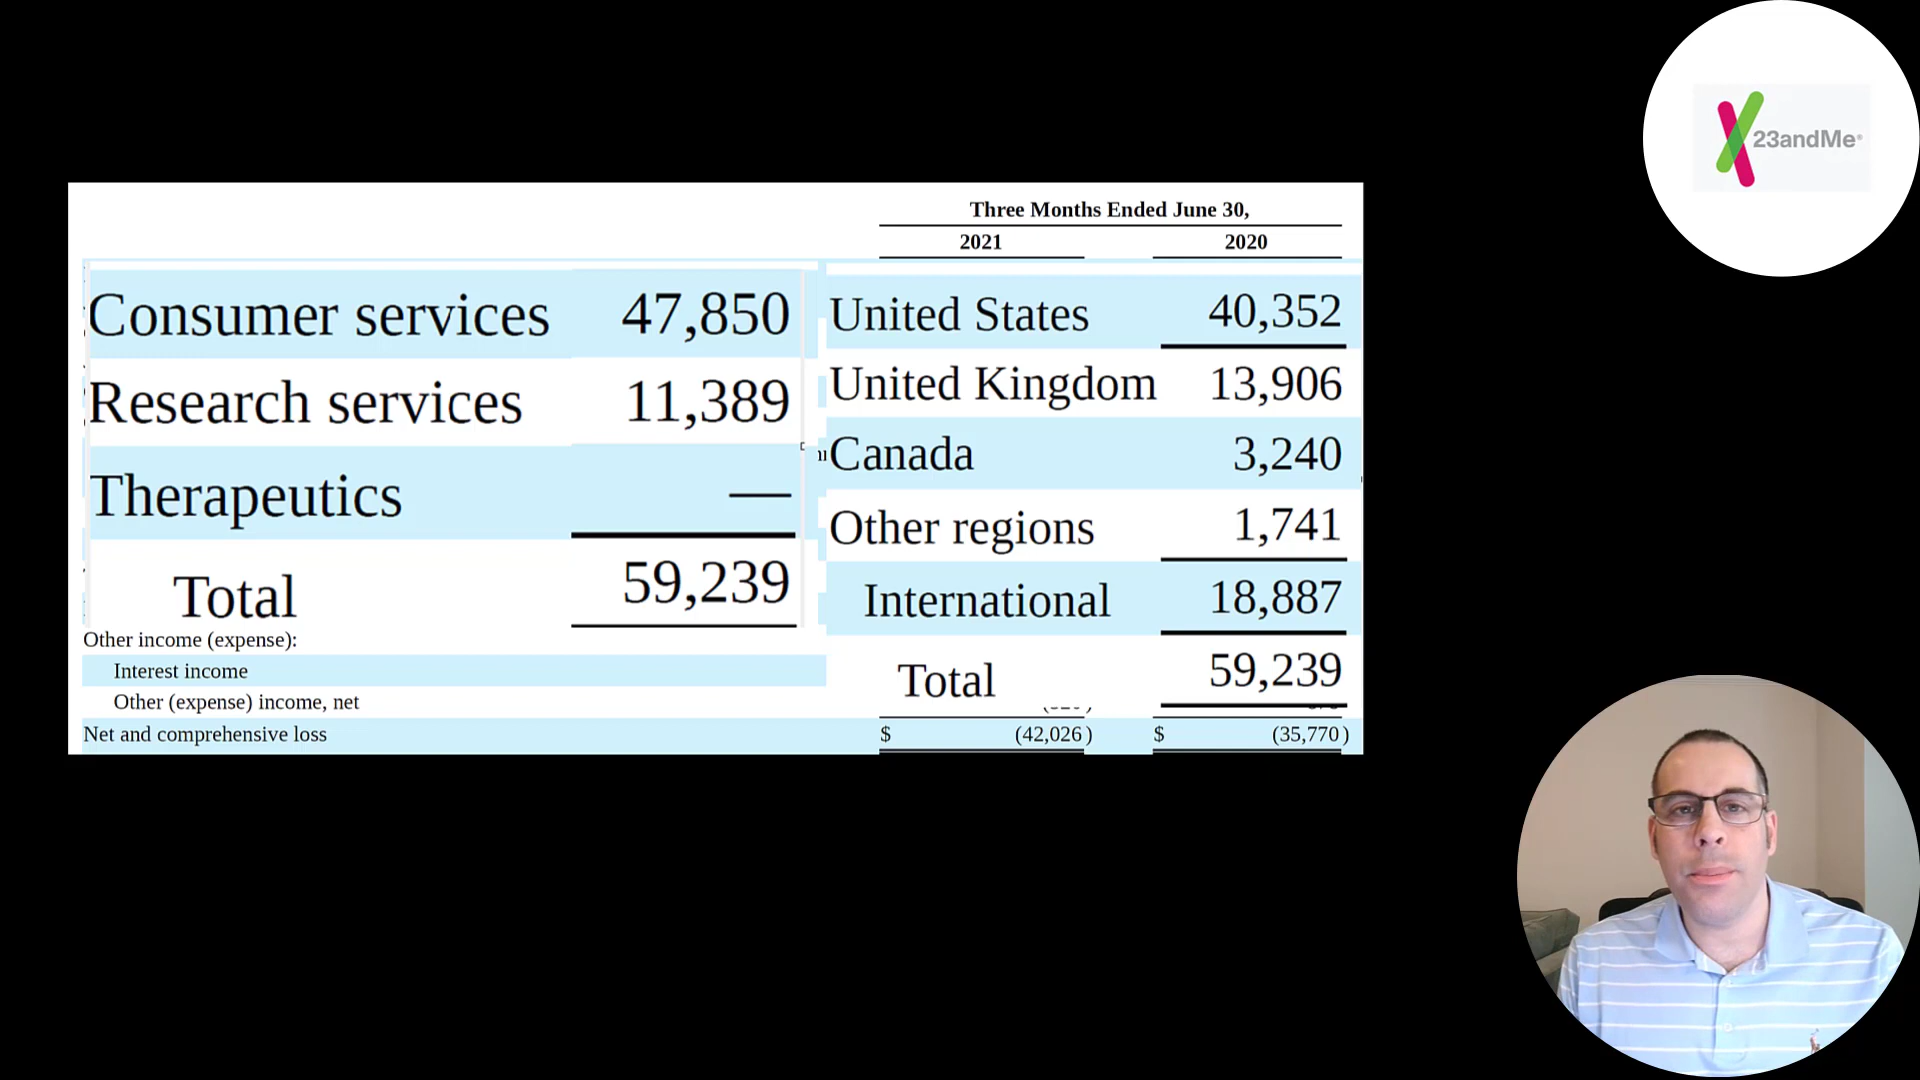 23andMe®
Three Months Ended June 30,
2021 2020
Consumer services 47,850
Research services 11,389
Therapeutics —
Total 59,239
United States 40,352
United Kingdom 13,906
Canada 3,240
Other regions 1,741
International 18,887
Total 59,239
Other income (expense):
Interest income
Other (expense) income, net
Net and comprehensive loss $ (42,026) $ (35,770)